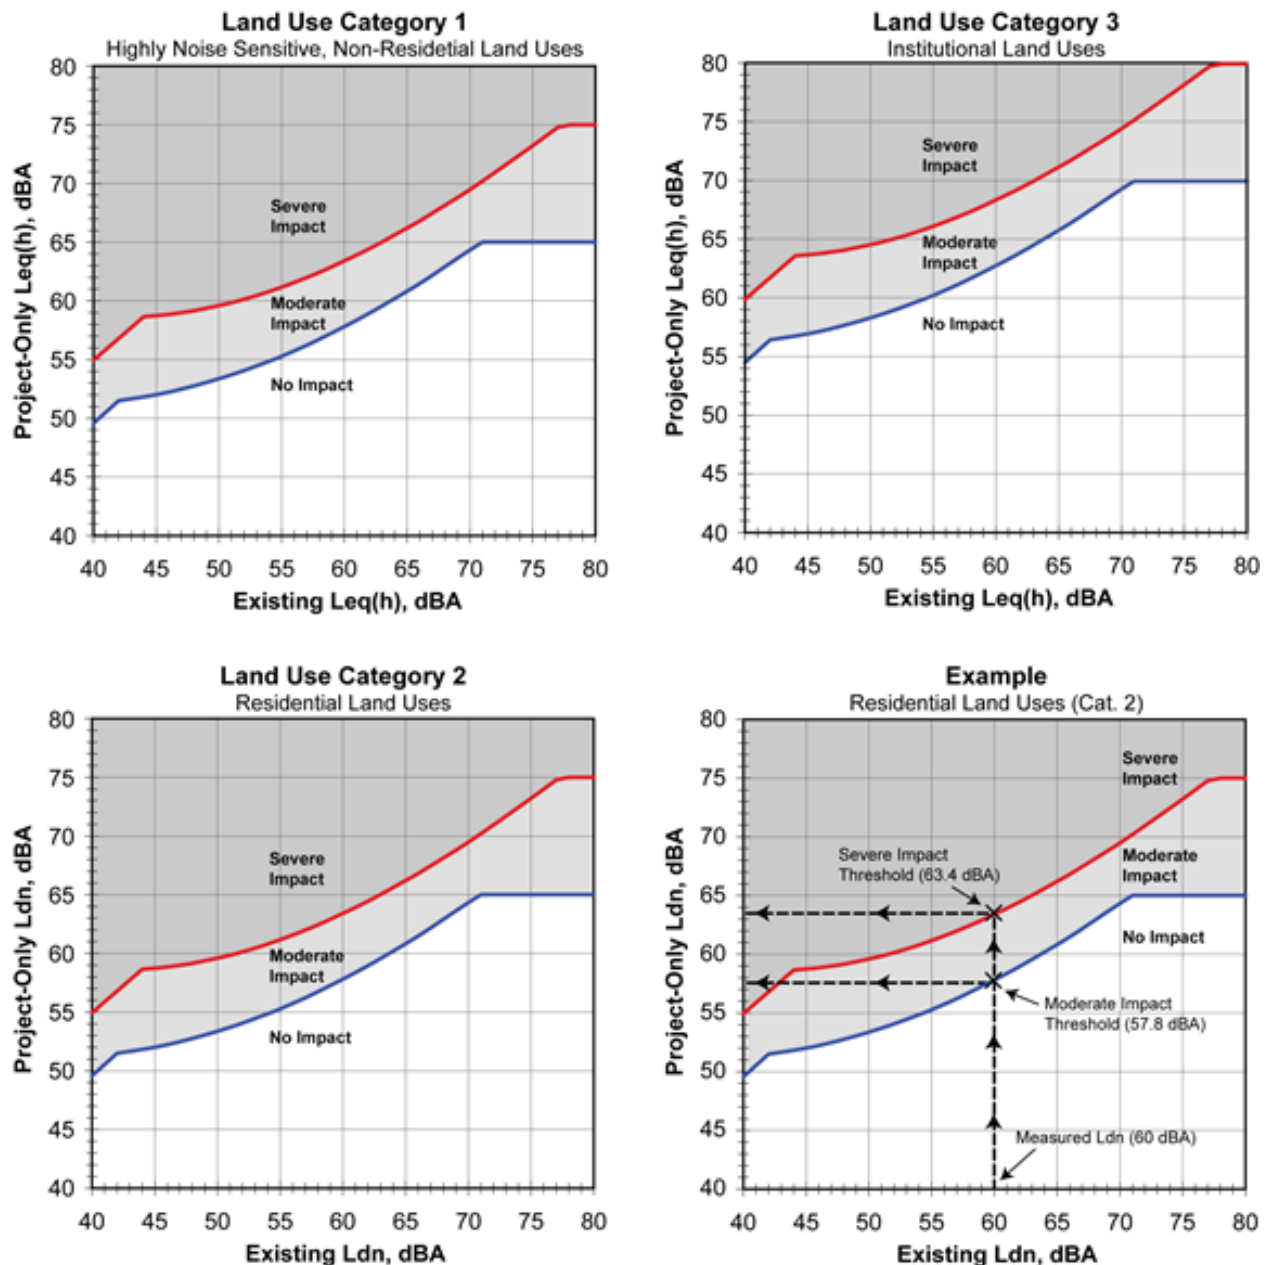 Land Use Category 1
Highly Noise Sensitive, Non-Residetial Land Uses
80
75
70
65
60
55
50
45
40
Project-Only Leq(h), dBA
Severe
Impact
Moderate
Impact
No Impact
40 45 50 55 60 65 70 75 80
Existing Leq(h), dBA
Land Use Category 3
Institutional Land Uses
80
75
70
65
60
55
50
45
40
Project-Only Leq(h), dBA
Severe
Impact
Moderate
Impact
No Impact
40 45 50 55 60 65 70 75 80
Existing Leq(h), dBA
Land Use Category 2
Residential Land Uses
80
75
70
65
60
55
50
45
40
Project-Only Ldn, dBA
Severe
Impact
Moderate
Impact
No Impact
40 45 50 55 60 65 70 75 80
Existing Ldn, dBA
Example
Residential Land Uses (Cat. 2)
80
75
70
65
60
55
50
45
40
Project-Only Ldn, dBA
Severe
Impact
Severe Impact
Threshold (63.4 dBA)
Moderate
Impact
No Impact
Moderate Impact
Threshold (57.8 dBA)
Measured Ldn (60 dBA)
40 45 50 55 60 65 70 75 80
Existing Ldn, dBA